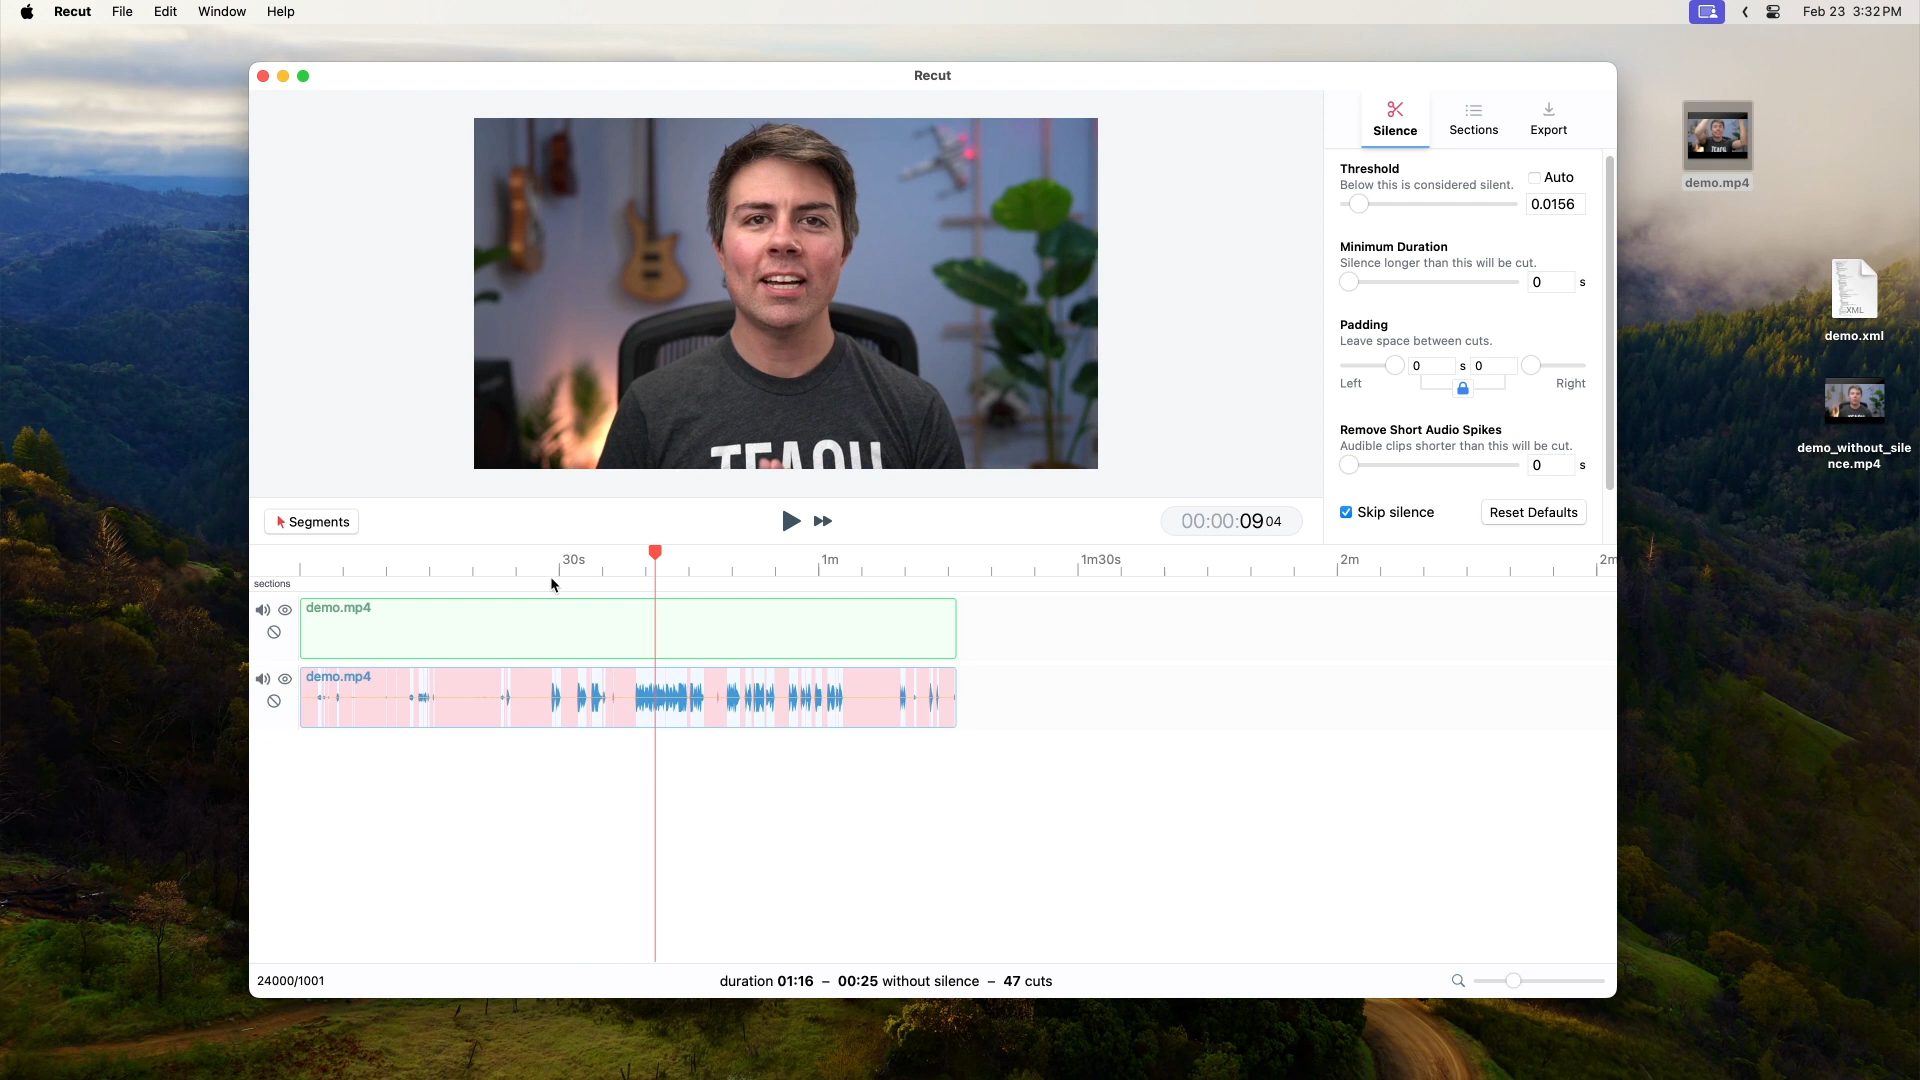 Recut File Edit Window Help
Feb 23 3:32 PM
Recut
Silence
Sections
Export
Threshold
Below this is considered silent.
Auto
0.0156
Minimum Duration
Silence longer than this will be cut.
0 s
Padding
Leave space between cuts.
0 s 0
Left Right
Remove Short Audio Spikes
Audible clips shorter than this will be cut.
0 s
Skip silence
Reset Defaults
TEACH
Segments
00:00:09 04
30s 1m 1m30s 2m 2m
sections
demo.mp4
demo.mp4
24000/1001
duration 01:16 – 00:25 without silence – 47 cuts
TEACH
demo.mp4
XML
demo.xml
demo_without_sile
nce.mp4